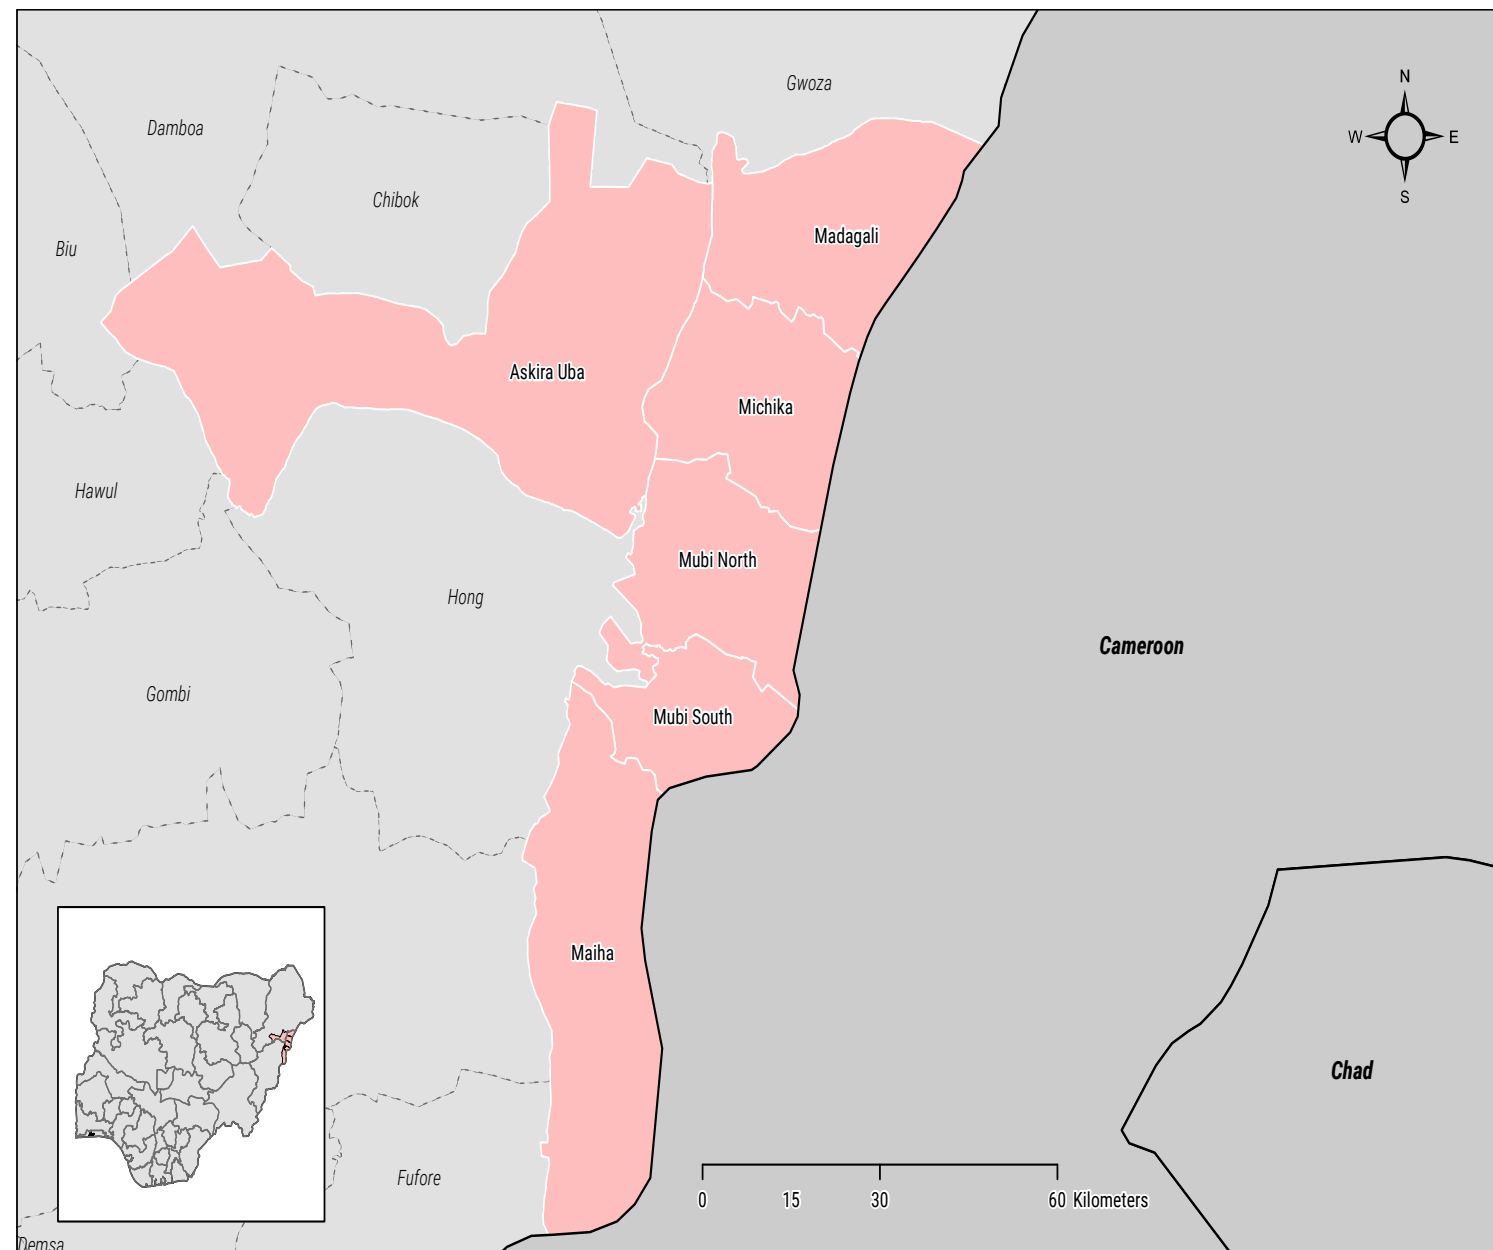 Gwoza
N
Damboa
W
E
Chibok
S
Madagali
Biu
Askira Uba
Michika
Hawul
Mubi North
Hong
Cameroon
Gombi
Mubi South
Maiha
Chad
Fufore
0 15 30 60 Kilometers
Demsa